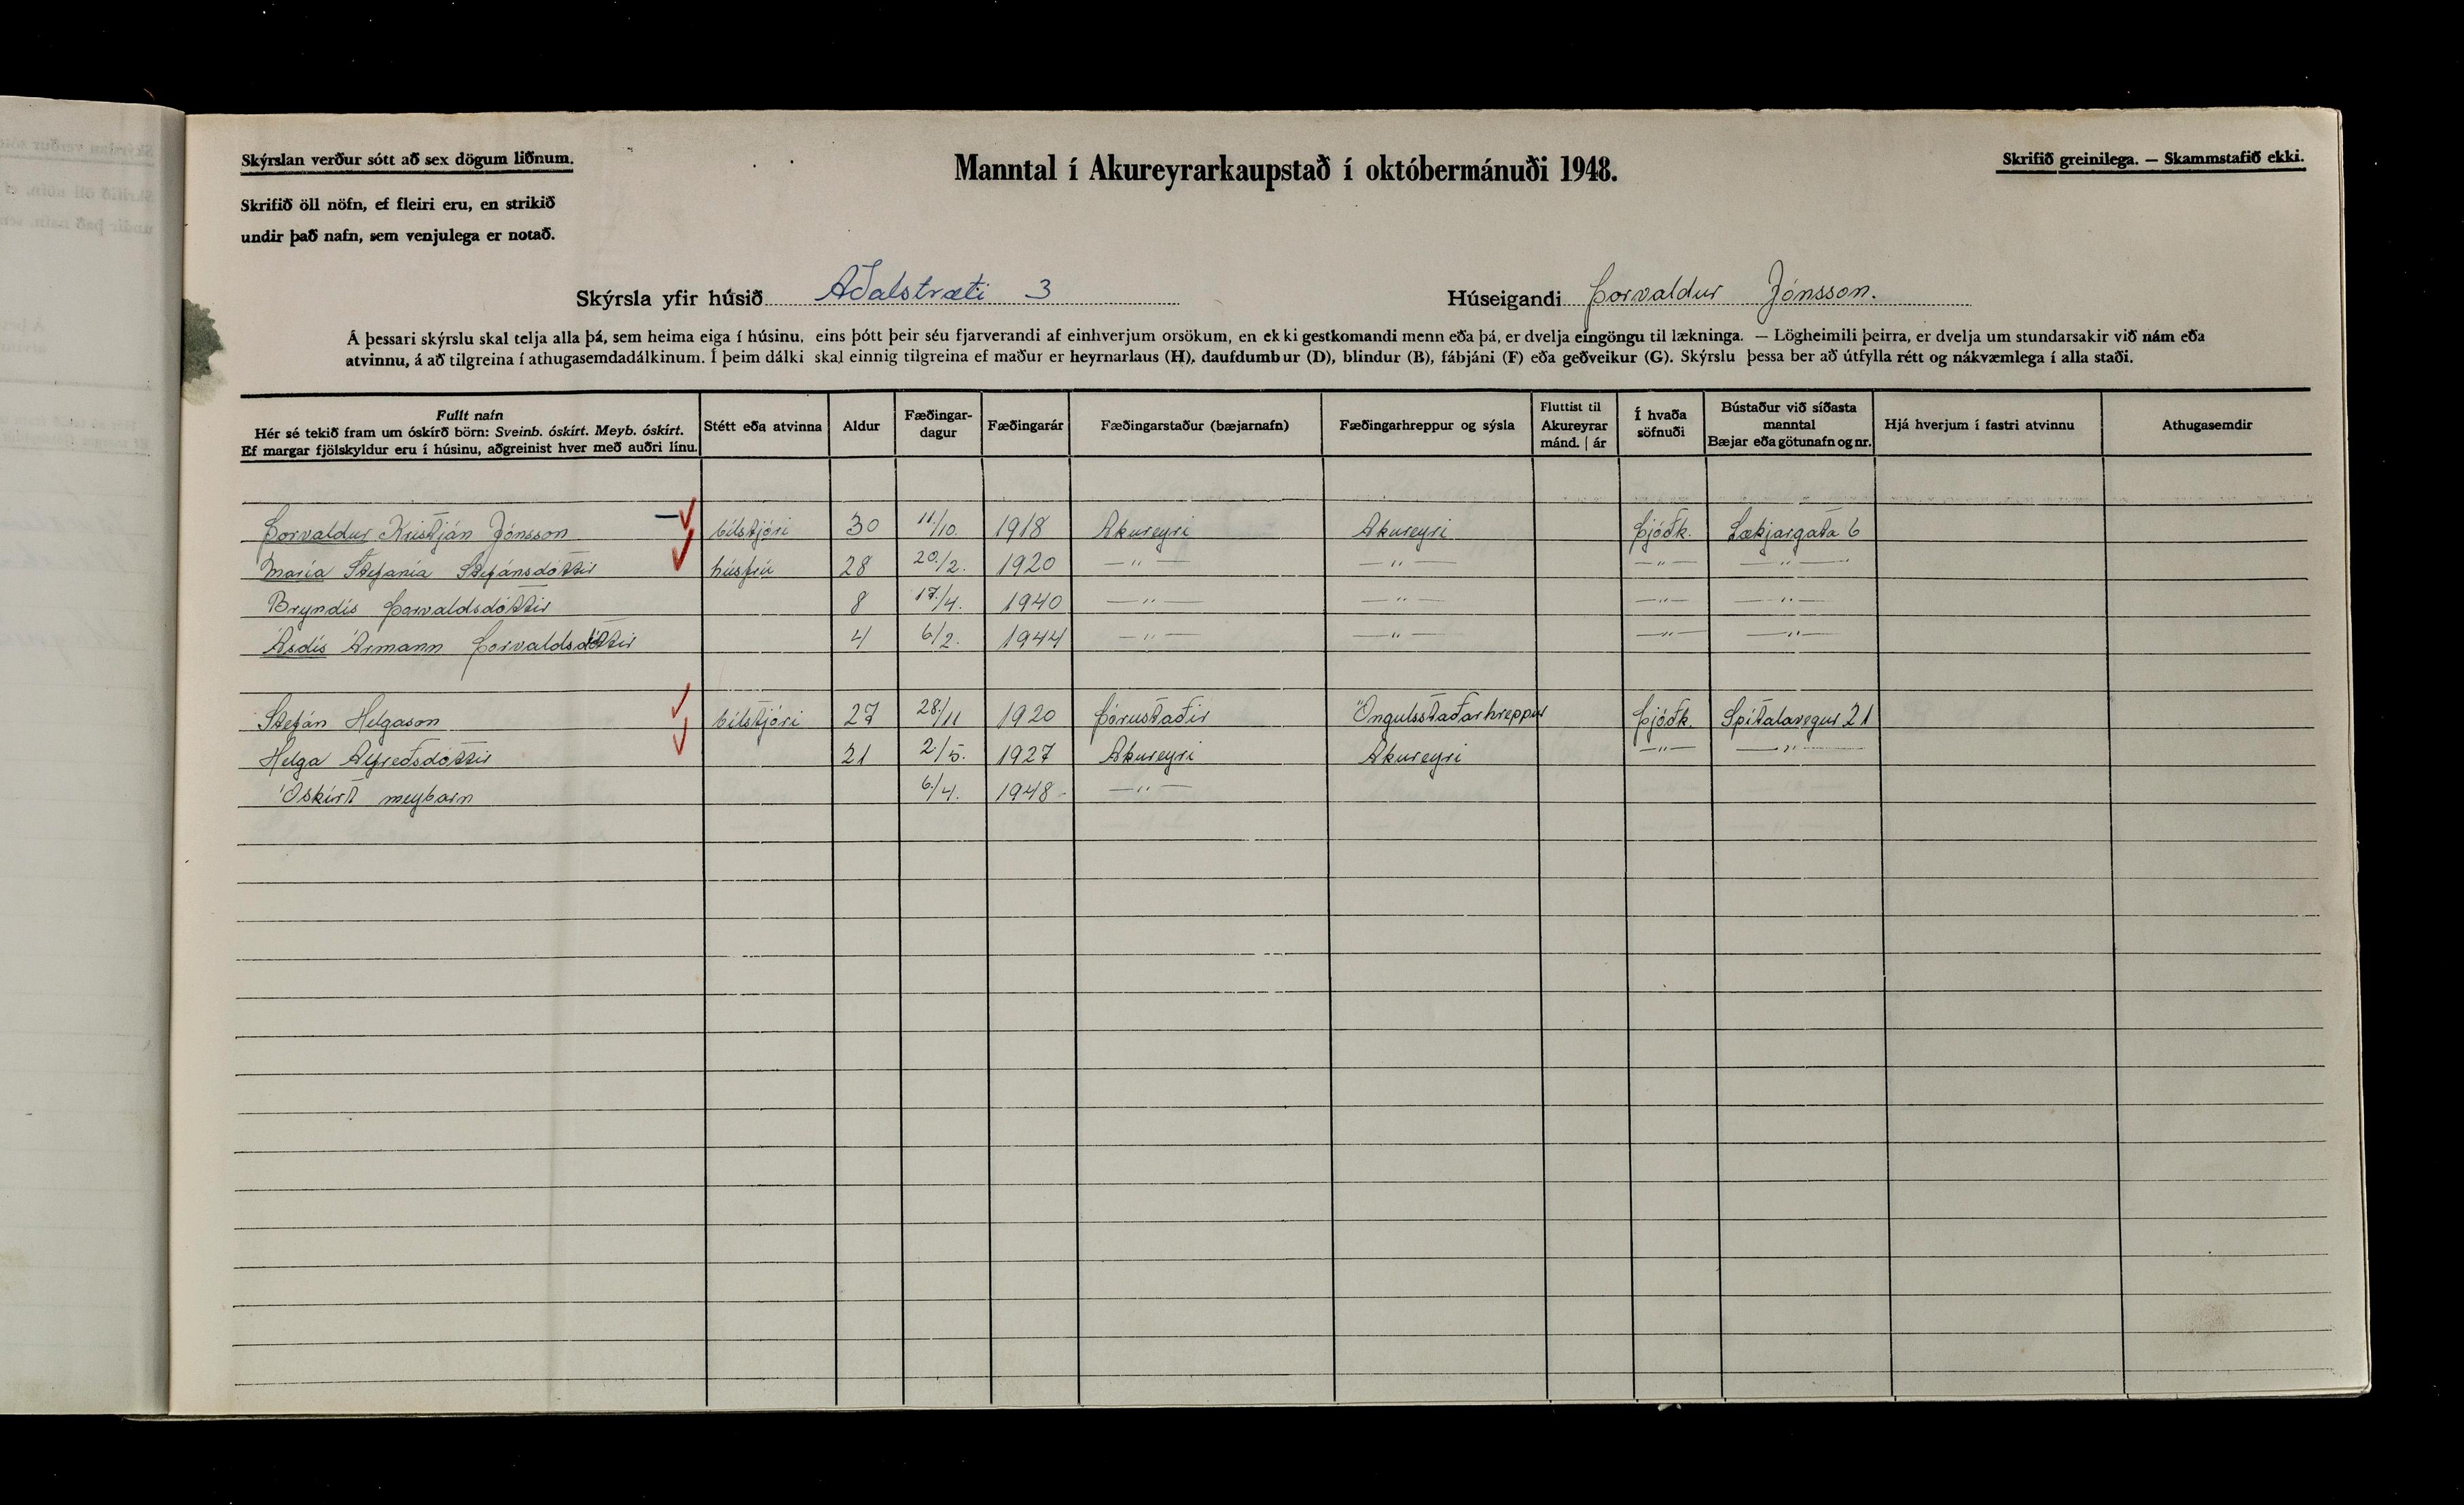 Skýrslan verður sótt að sex dögum liðnum.
Skrifið öll nöfn, ef fleiri eru, en strikið
undir það nafn, sem venjulega er notað.
Manntal í Akureyrarkaupstað í októbermánuði 1948.
Skrifið greinilega. — Skammstafið ekki.
Skýrsla yfir húsið Aðalstræti 3 Húseigandi Þorvaldur Jónsson.
Á þessari skýrslu skal telja alla þá, sem heima eiga í húsinu, eins þótt þeir séu fjarverandi af einhverjum orsökum, en ekki gestkomandi menn eða þá, er dvelja eingöngu til lækninga. — Lögheimili þeirra, er dvelja um stundarsakir við nám eða
atvinnu, á að tilgreina í athugasemdadálkinum. Í þeim dálki skal einnig tilgreina ef maður er heyrnarlaus (H), daufdumbur (D), blindur (B), fábjáni (F) eða geðveikur (G). Skýrslu þessa ber að útfylla rétt og nákvæmlega í alla staði.
Fullt nafn
Hér sé tekið fram um óskírð börn: Sveinb. óskírt. Meyb. óskírt.
Ef margar fjölskyldur eru í húsinu, aðgreinist hver með auðri línu.
Stétt eða atvinna
Aldur
Fæðingar-
dagur
Fæðingarár
Fæðingarstaður (bæjarnafn)
Fæðingarhreppur og sýsla
Fluttist til
Akureyrar
mánd. | ár
Í hvaða
söfnuði
Bústaður við síðasta
manntal
Bæjar eða götunafn og nr.
Hjá hverjum í fastri atvinnu
Athugasemdir
Þorvaldur Kristján Jónsson — bílstjóri 30 11./10. 1918 Akureyri Akureyri Þjóðk. Lækjargata 6
María Stefanía Stefánsdóttir húsfrú 28 20./2. 1920 —"— —"— —"— —"—
Bryndís Þorvaldsdóttir 8 17./4. 1940 —"— —"— —"— —"—
Ásdís Ármann Þorvaldsdóttir 4 6/2. 1944 —"— —"— —"— —"—
Stefán Helgason bílstjóri 27 28./11 1920 Þórustaðir Öngulsstaðarhreppur Þjóðk. Spítalavegur 21
Helga Alfreðsdóttir 21 2./5. 1927 Akureyri Akureyri —"— —"—
Óskírt meybarn 6/4. 1948 —"—